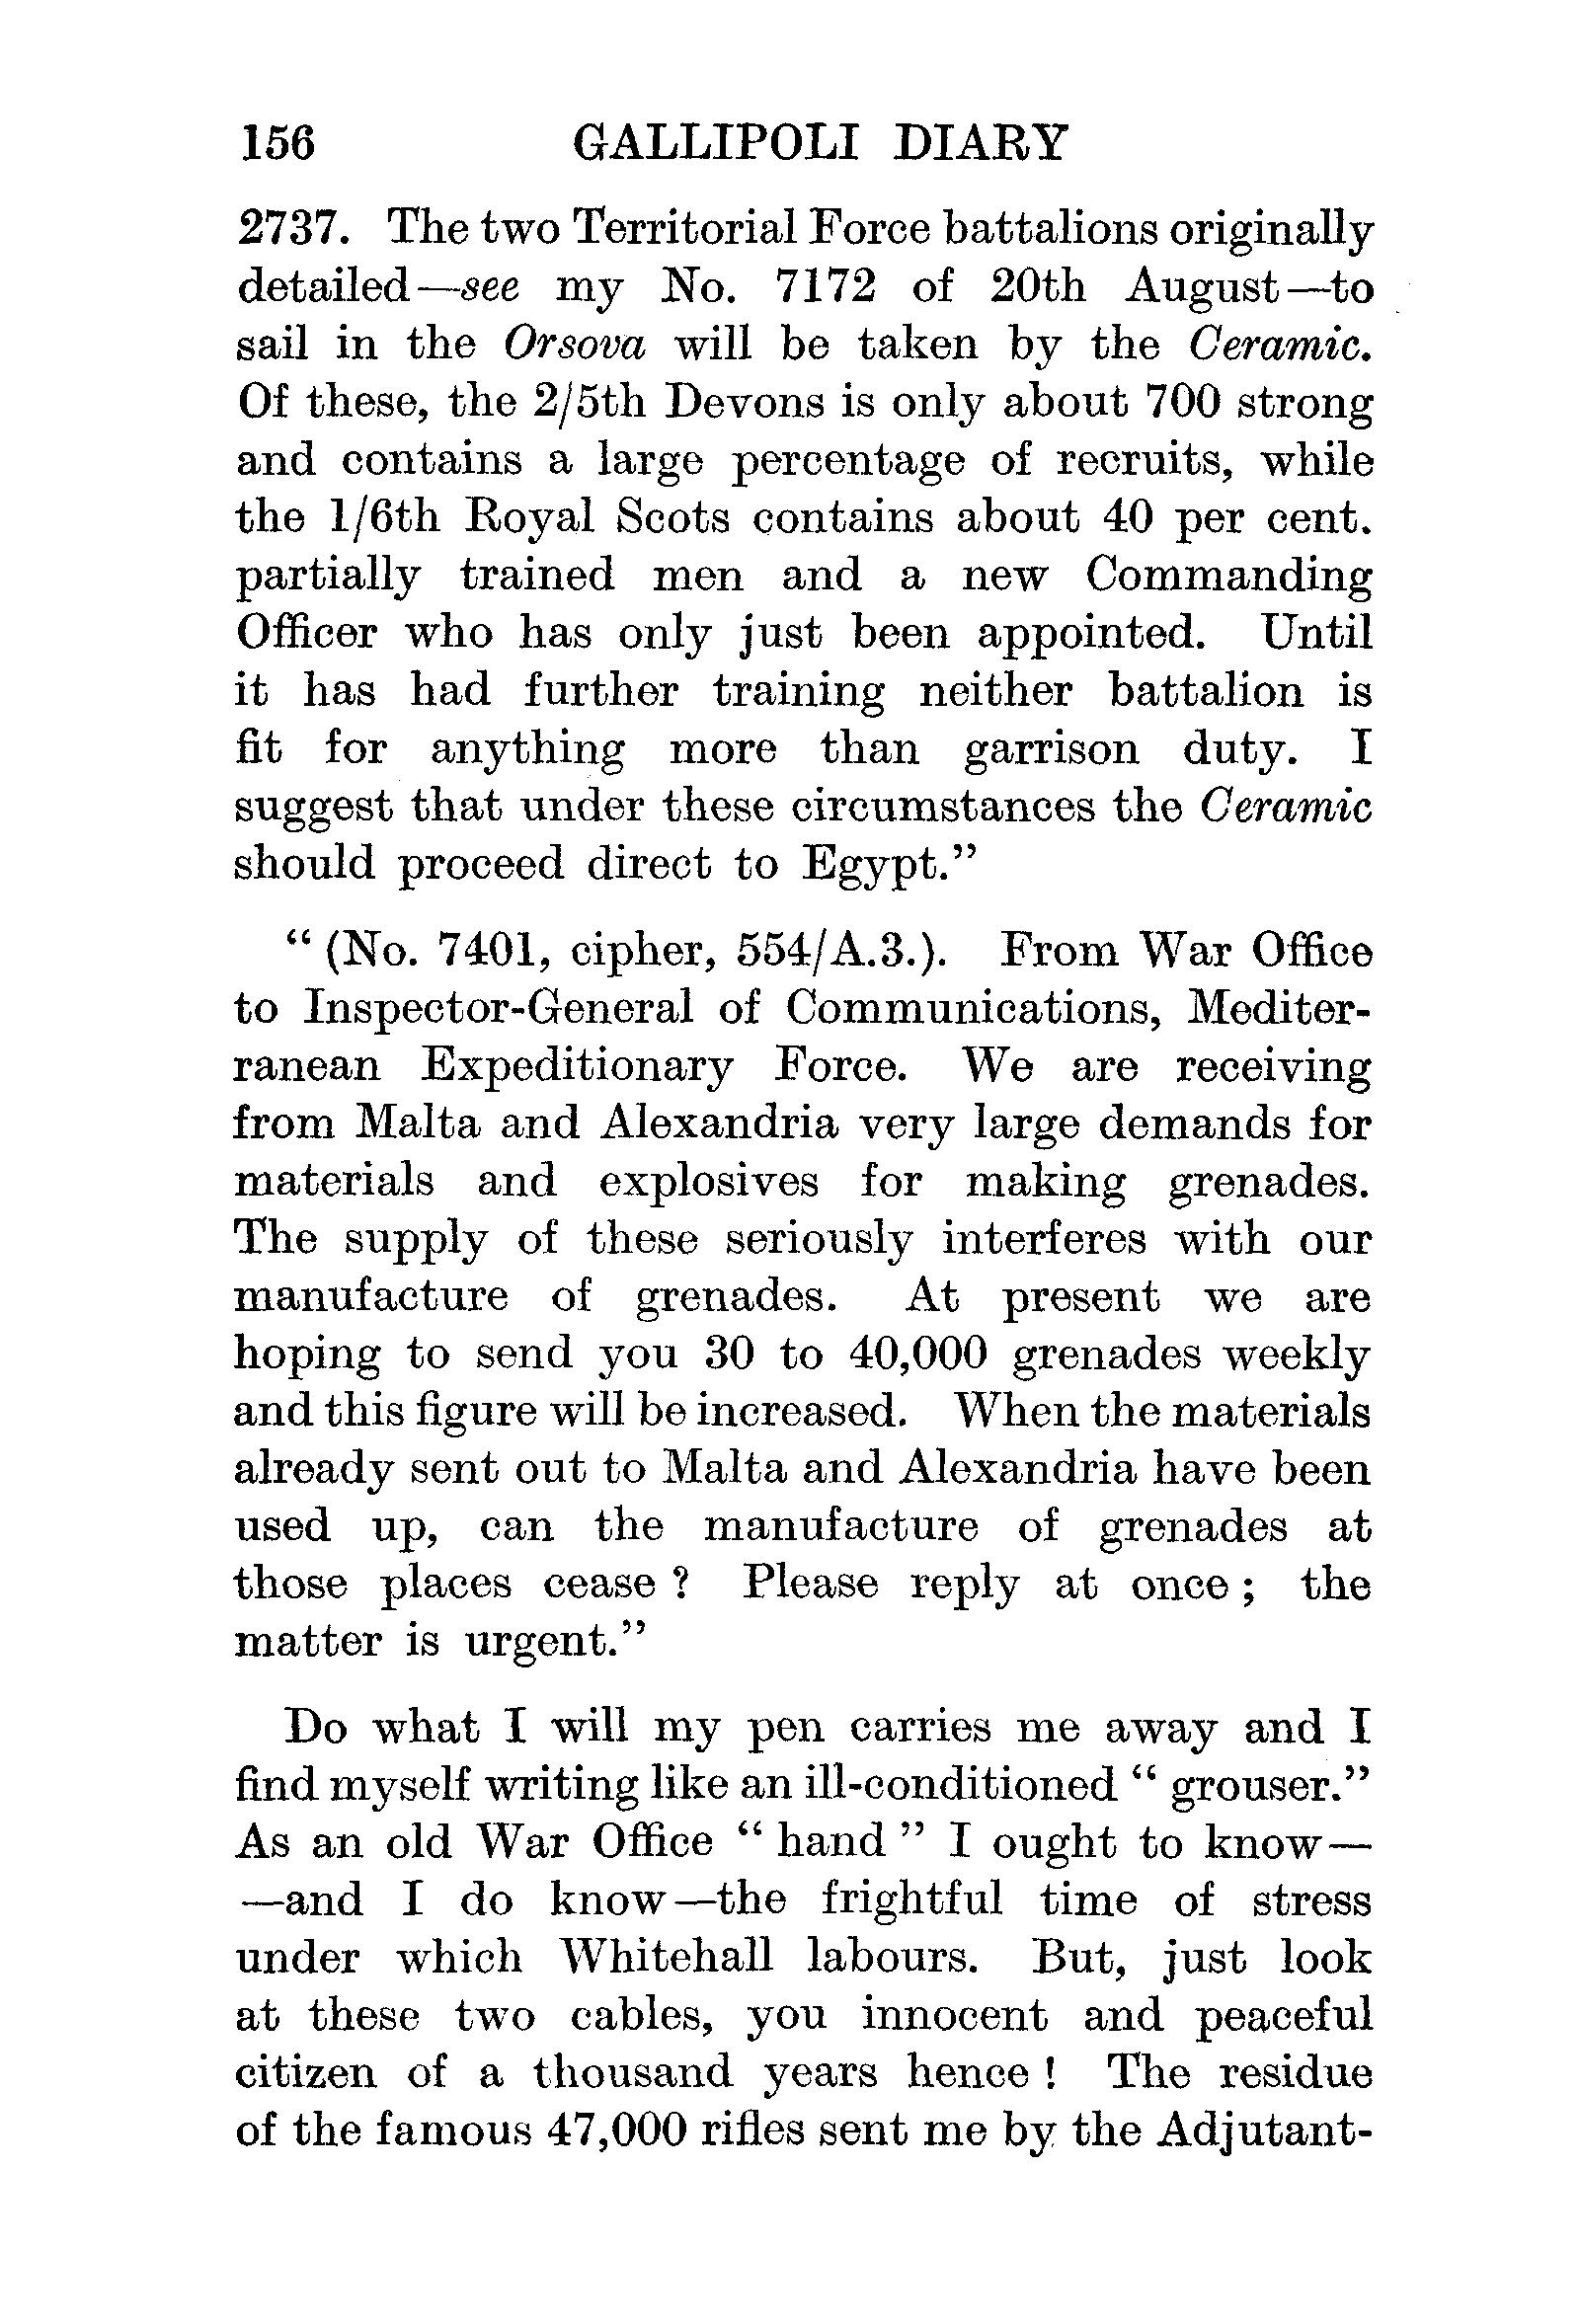 156 GALLIPOLI DIARY
2737. The two Territorial Force battalions originally
detailed—see my No. 7172 of 20th August—to
sail in the Orsova will be taken by the Ceramic.
Of these, the 2/5th Devons is only about 700 strong
and contains a large percentage of recruits, while
the 1/6th Royal Scots contains about 40 per cent.
partially trained men and a new Commanding
Officer who has only just been appointed. Until
it has had further training neither battalion is
fit for anything more than garrison duty. I
suggest that under these circumstances the Ceramic
should proceed direct to Egypt.”
“ (No. 7401, cipher, 554/A.3.). From War Office
to Inspector-General of Communications, Mediter-
ranean Expeditionary Force. We are receiving
from Malta and Alexandria very large demands for
materials and explosives for making grenades.
The supply of these seriously interferes with our
manufacture of grenades. At present we are
hoping to send you 30 to 40,000 grenades weekly
and this figure will be increased. When the materials
already sent out to Malta and Alexandria have been
used up, can the manufacture of grenades at
those places cease ? Please reply at once ; the
matter is urgent.”
Do what I will my pen carries me away and I
find myself writing like an ill-conditioned “ grouser.”
As an old War Office “ hand ” I ought to know—
—and I do know—the frightful time of stress
under which Whitehall labours. But, just look
at these two cables, you innocent and peaceful
citizen of a thousand years hence ! The residue
of the famous 47,000 rifles sent me by the Adjutant-